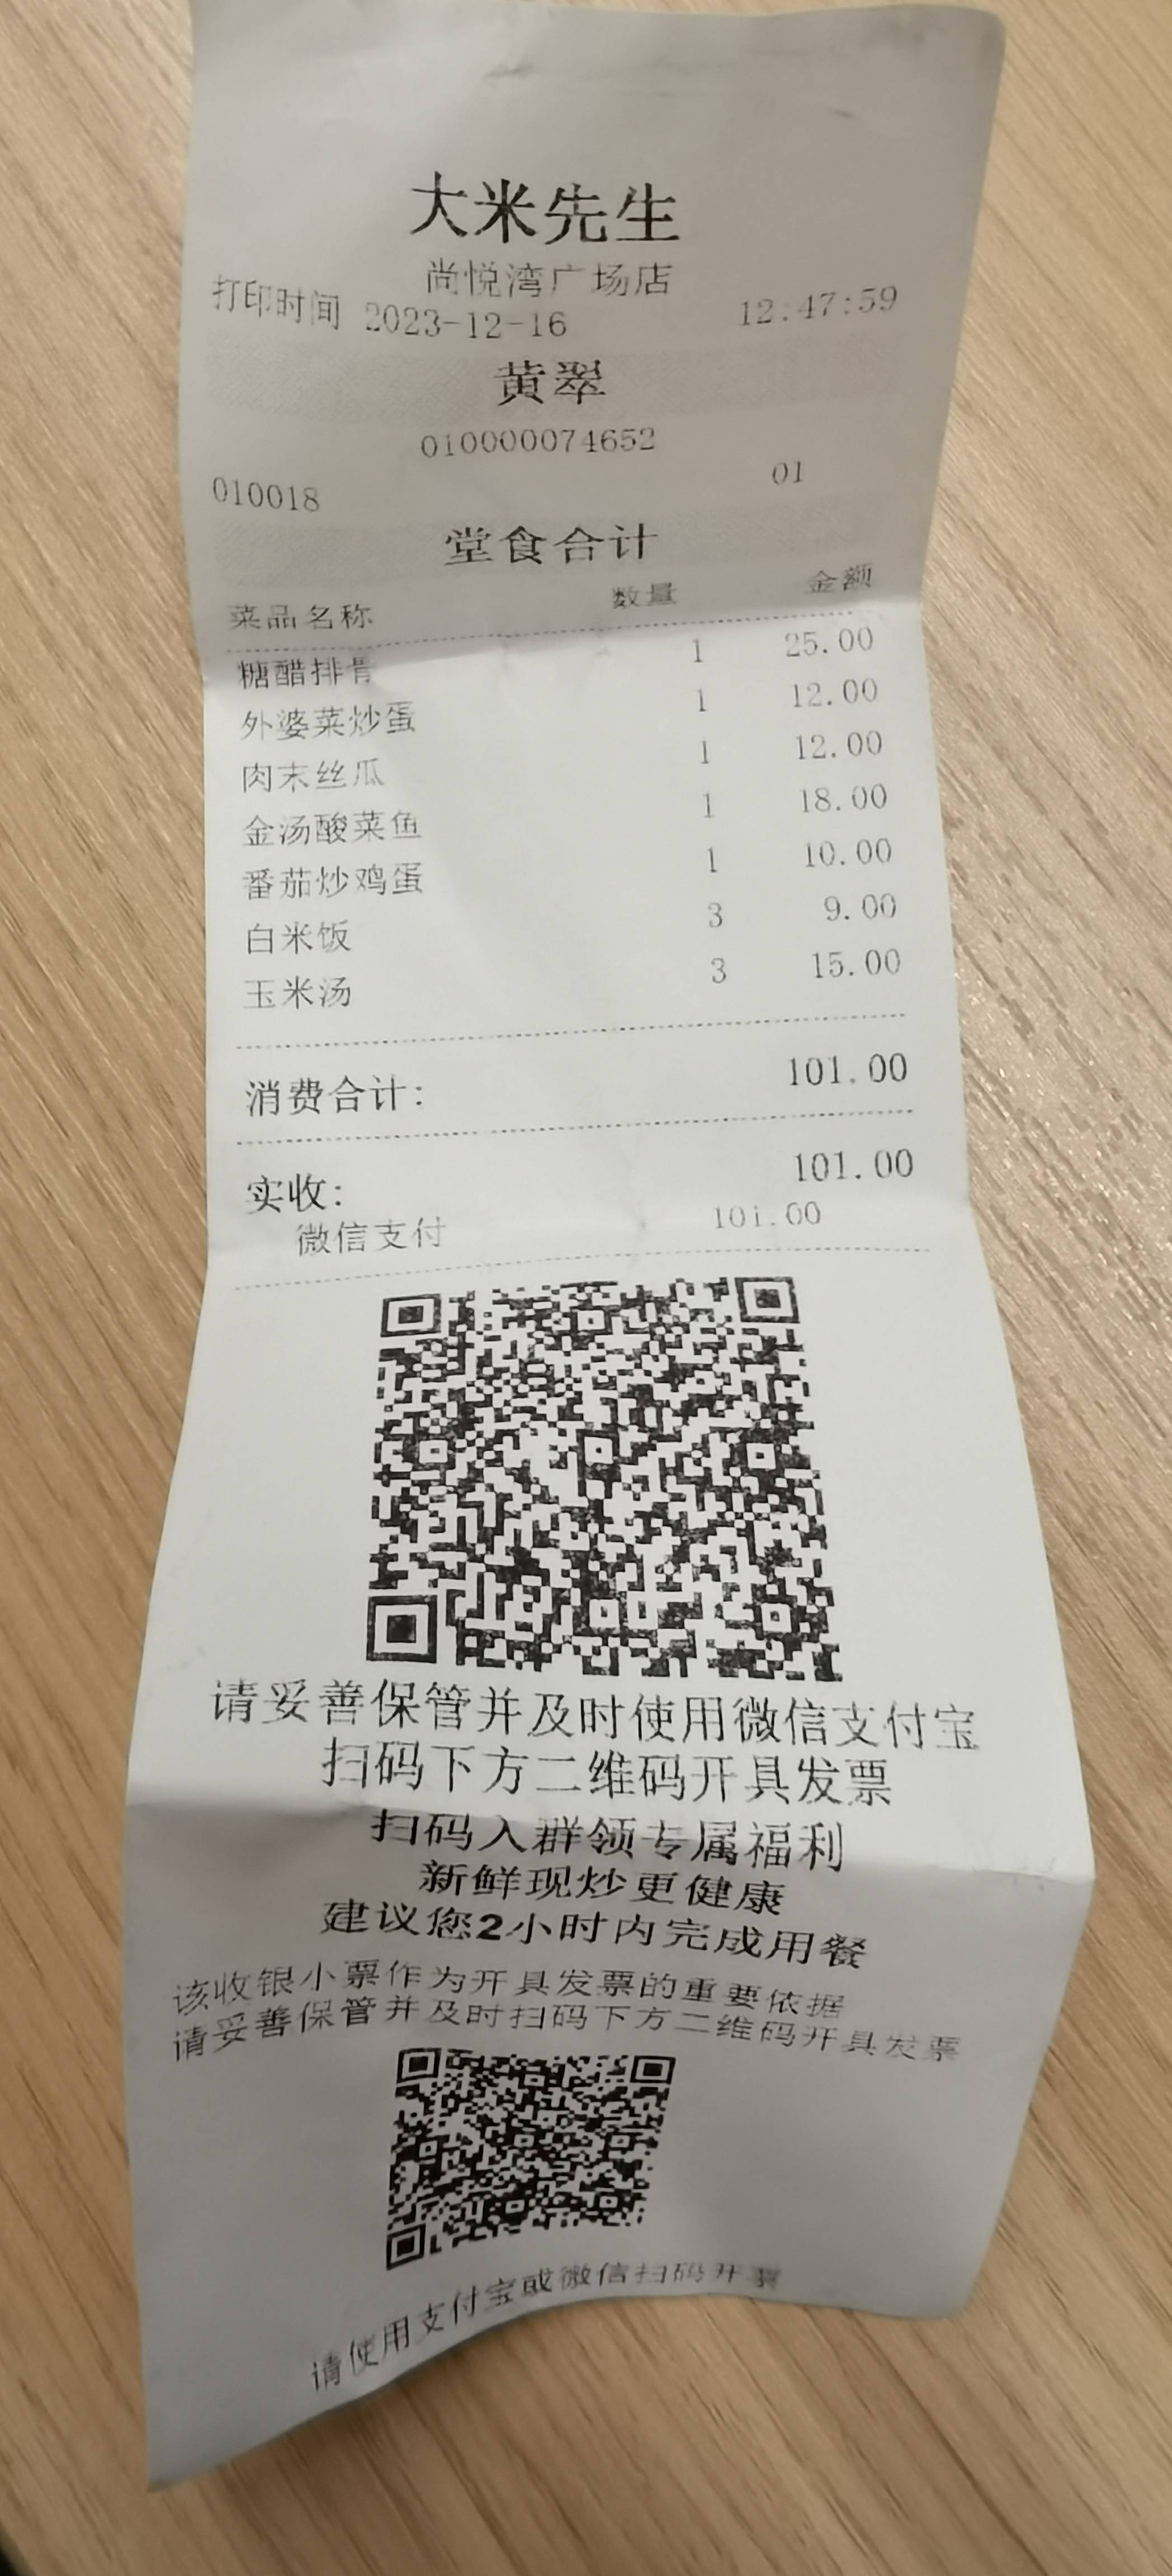 大米先生
尚悦湾广场店
打印时间 2023-12-16 12:47:59
黄翠
010000074652
010018 01
堂食合计
菜品名称 数量 金额
糖醋排骨 1 25.00
外婆菜炒蛋 1 12.00
肉末丝瓜 1 12.00
金汤酸菜鱼 1 18.00
番茄炒鸡蛋 1 10.00
白米饭 3 9.00
玉米汤 3 15.00
消费合计: 101.00
实收: 101.00
微信支付 101.00
请妥善保管并及时使用微信支付宝
扫码下方二维码开具发票
扫码入群领专属福利
新鲜现炒更健康
建议您2小时内完成用餐
该收银小票作为开具发票的重要依据
请妥善保管并及时扫码下方二维码开具发票
请使用支付宝或微信扫码开票